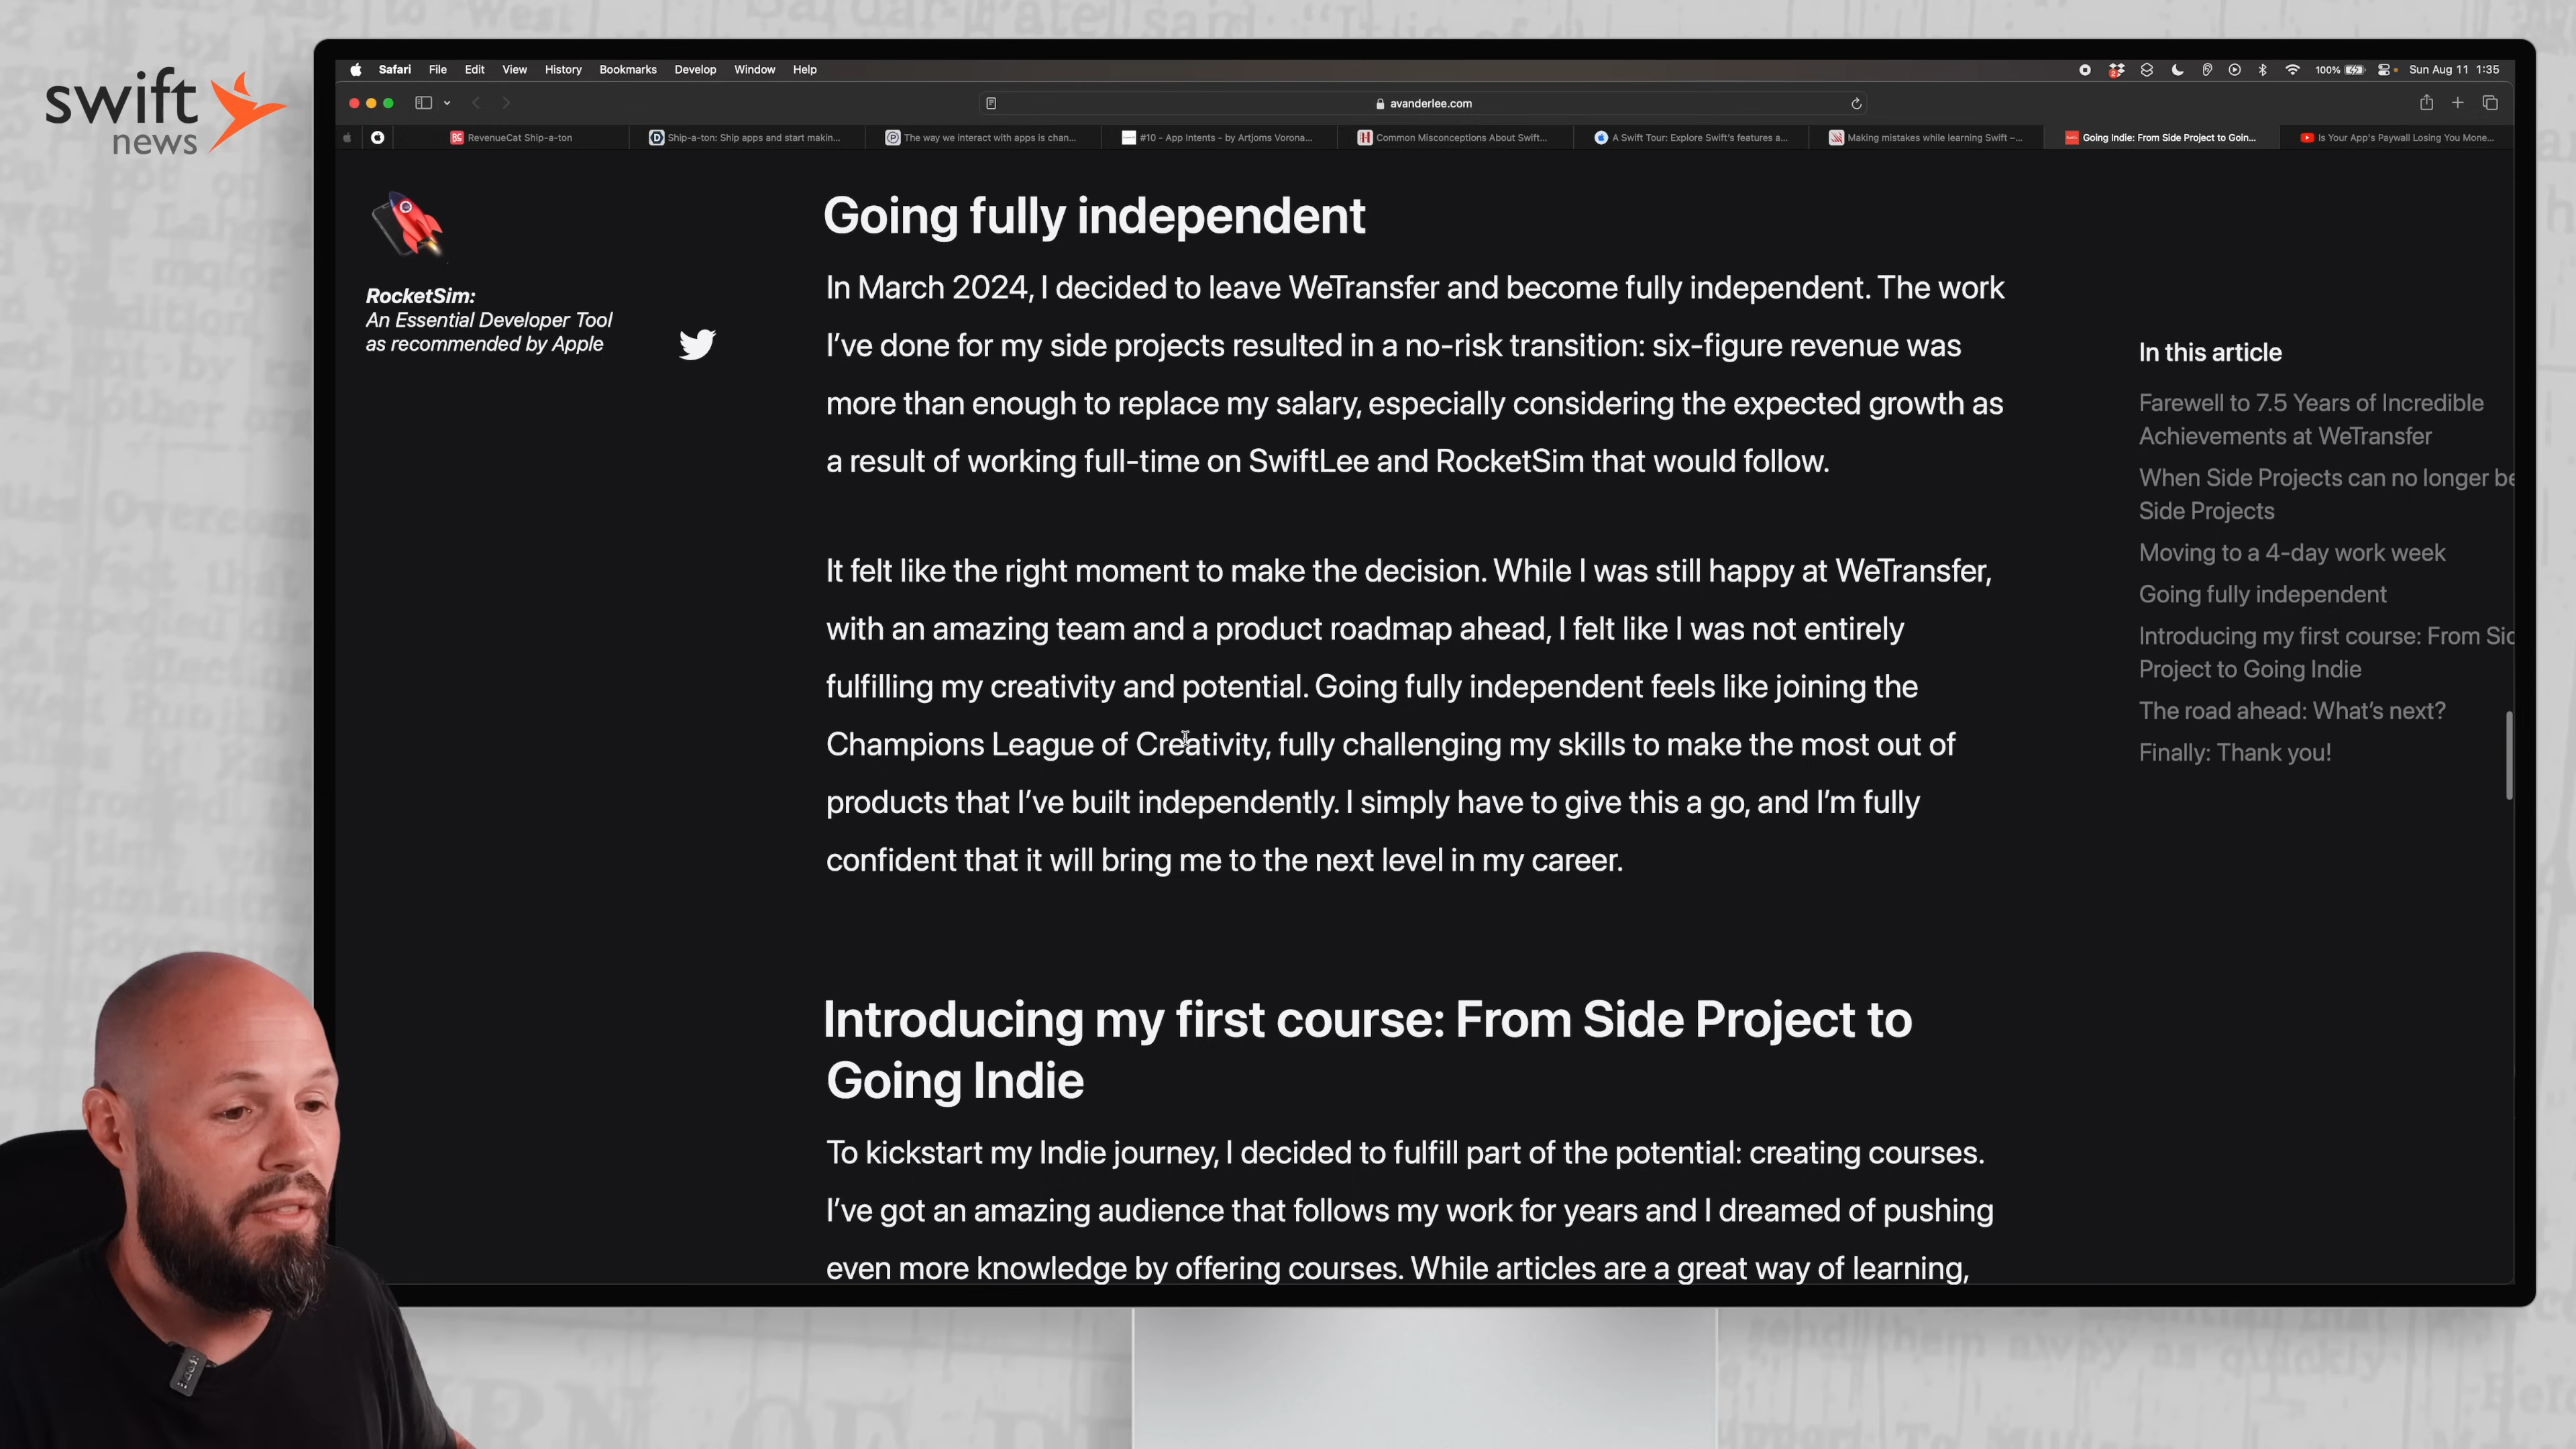 swift
news
Safari File Edit View History Bookmarks Develop Window Help
100% Sun Aug 11 1:35
avanderlee.com
RevenueCat Ship-a-ton
Ship-a-ton: Ship apps and start makin...
The way we interact with apps is chan...
#10 - App Intents - by Artjoms Vorona...
Common Misconceptions About Swift...
A Swift Tour: Explore Swift's features a...
Making mistakes while learning Swift –...
Going Indie: From Side Project to Goin...
Is Your App's Paywall Losing You Mone...
RocketSim:
An Essential Developer Tool
as recommended by Apple
Going fully independent
In March 2024, I decided to leave WeTransfer and become fully independent. The work
I've done for my side projects resulted in a no-risk transition: six-figure revenue was
more than enough to replace my salary, especially considering the expected growth as
a result of working full-time on SwiftLee and RocketSim that would follow.
It felt like the right moment to make the decision. While I was still happy at WeTransfer,
with an amazing team and a product roadmap ahead, I felt like I was not entirely
fulfilling my creativity and potential. Going fully independent feels like joining the
Champions League of Creativity, fully challenging my skills to make the most out of
products that I've built independently. I simply have to give this a go, and I'm fully
confident that it will bring me to the next level in my career.
Introducing my first course: From Side Project to
Going Indie
To kickstart my Indie journey, I decided to fulfill part of the potential: creating courses.
I've got an amazing audience that follows my work for years and I dreamed of pushing
even more knowledge by offering courses. While articles are a great way of learning,
In this article
Farewell to 7.5 Years of Incredible
Achievements at WeTransfer
When Side Projects can no longer be
Side Projects
Moving to a 4-day work week
Going fully independent
Introducing my first course: From Sid
Project to Going Indie
The road ahead: What's next?
Finally: Thank you!